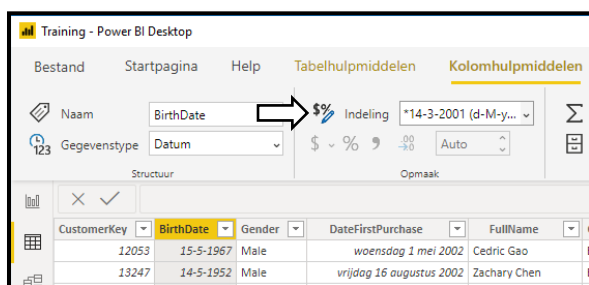 Training - Power BI Desktop
Bestand Startpagina Help Tabelhulpmiddelen Kolomhulpmiddelen
Naam BirthDate $% Indeling *14-3-2001 (d-M-y...
123 Gegevenstype Datum $ % 9 .00 Auto
Structuur Opmaak
CustomerKey BirthDate Gender DateFirstPurchase FullName
12053 15-5-1967 Male woensdag 1 mei 2002 Cedric Gao
13247 14-5-1952 Male vrijdag 16 augustus 2002 Zachary Chen